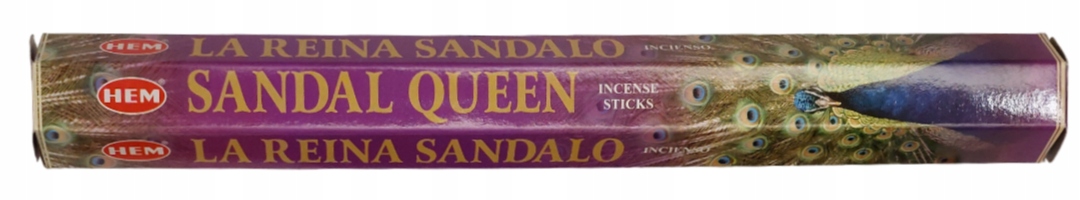 HEM LA REINA SANDALO INCIENSO
HEM SANDAL QUEEN INCENSE
STICKS
HEM LA REINA SANDALO INCIENSO